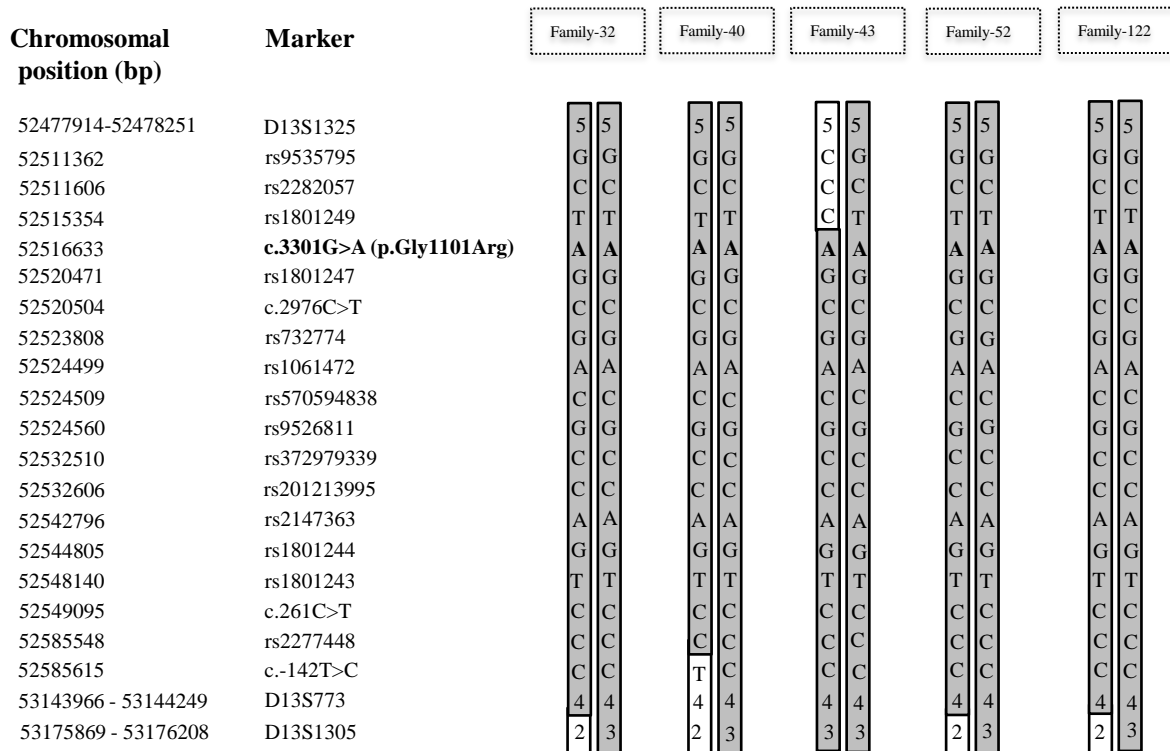 Chromosomal position (bp) Marker Family-32 Family-40 Family-43 Family-52 Family-122
52477914-52478251 D13S1325 5 5 5 5 5 5 5 5 5 5
52511362 rs9535795 G G G G C G G G G G
52511606 rs2282057 C C C C C C C C C C
52515354 rs1801249 T T T T C T T T T T
52516633 c.3301G>A (p.Gly1101Arg) A A A A A A A A A A
52520471 rs1801247 G G G G G G G G G G
52520504 c.2976C>T C C C C C C C C C C
52523808 rs732774 G G G G G G G G G G
52524499 rs1061472 A A A A A A A A A A
52524509 rs570594838 C C C C C C C C C C
52524560 rs9526811 G G G G G G G G G G
52532510 rs372979339 C C C C C C C C C C
52532606 rs201213995 C C C C C C C C C C
52542796 rs2147363 A A A A A A A A A A
52544805 rs1801244 G G G G G G G G G G
52548140 rs1801243 T T T T T T T T T T
52549095 c.261C>T C C C C C C C C C C
52585548 rs2277448 C C C C C C C C C C
52585615 c.-142T>C C C T C C C C C C C
53143966 - 53144249 D13S773 4 4 4 4 4 4 4 4 4 4
53175869 - 53176208 D13S1305 2 3 2 3 3 3 2 3 2 3